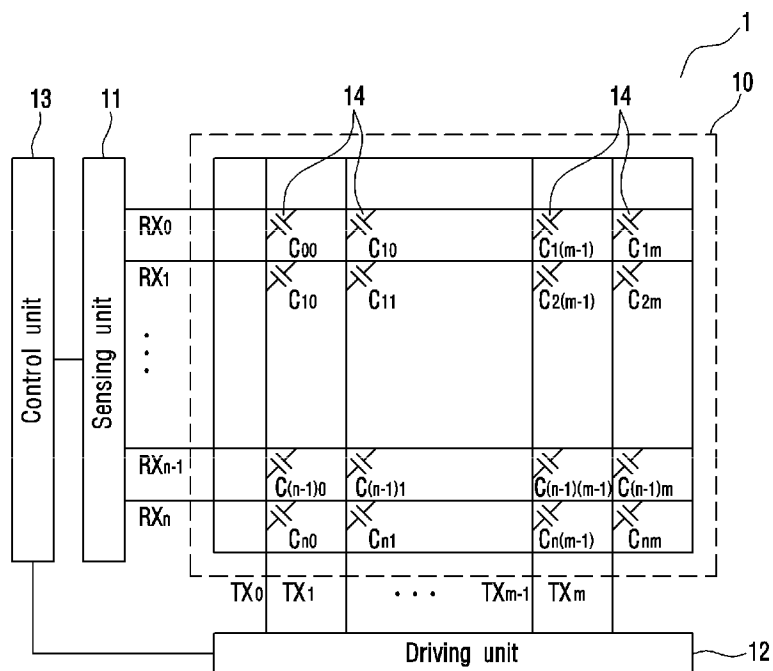 1
13 11 14 14 10
RX0
C00 C10 C1(m-1) C1m
RX1
C10 C11 C2(m-1) C2m
Control unit
Sensing unit
RXn-1
C(n-1)0 C(n-1)1 C(n-1)(m-1) C(n-1)m
RXn
Cn0 Cn1 Cn(m-1) Cnm
TX0 TX1 ... TXm-1 TXm
Driving unit 12